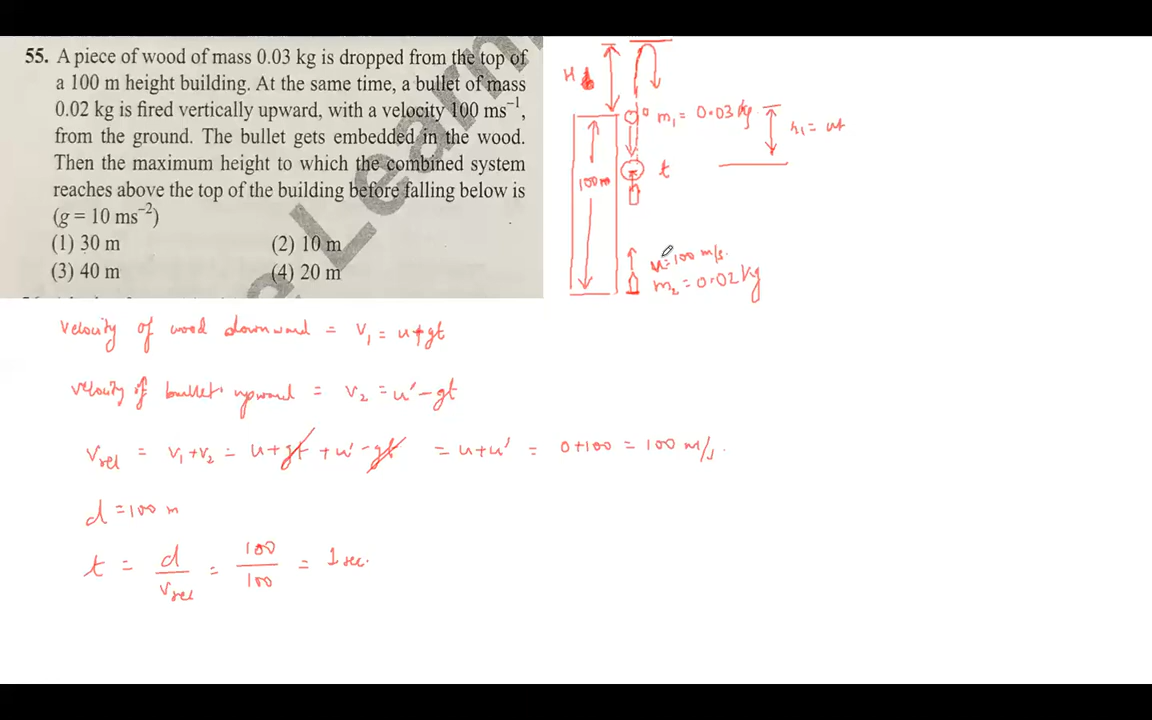 55. A piece of wood of mass 0.03 kg is dropped from the top of
a 100 m height building. At the same time, a bullet of mass
0.02 kg is fired vertically upward, with a velocity 100 ms⁻¹,
from the ground. The bullet gets embedded in the wood.
Then the maximum height to which the combined system
reaches above the top of the building before falling below is
(g = 10 ms⁻²)
(1) 30 m (2) 10 m
(3) 40 m (4) 20 m
H
0
m₁ = 0.03 kg
h₁ = ut
100m
t
u=100 m/s.
m₂ = 0.02 kg
velocity of wood downward = v₁ = u+gt
velocity of bullet upward = v₂ = u′-gt
Vrel = v₁+v₂ = u+gt+u′-gt = u+u′ = 0+100 = 100 m/s.
d=100 m
t = d/Vrel = 100/100 = 1 sec.